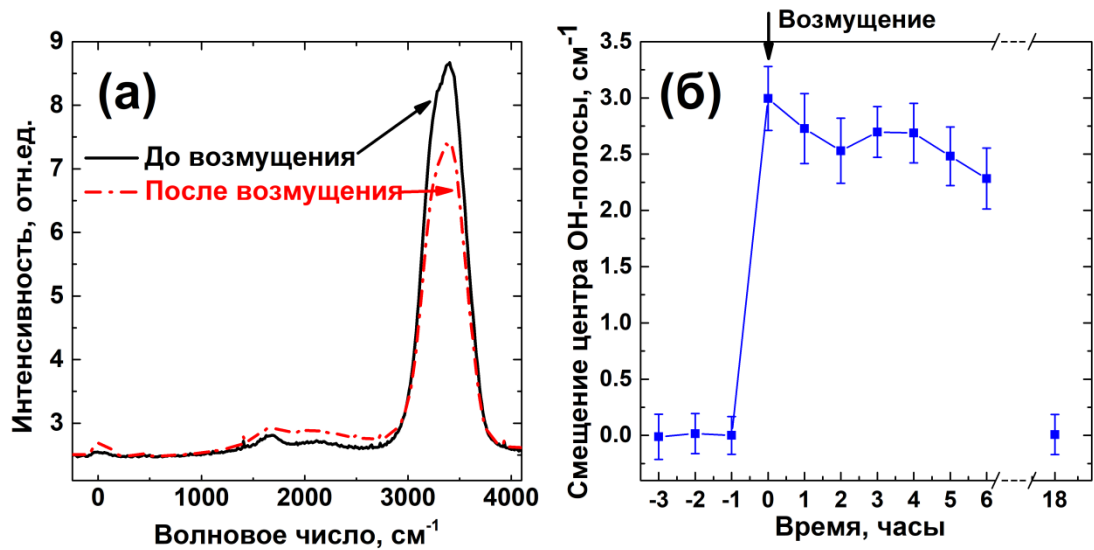 (а)
До возмущения
После возмущения
Интенсивность, отн.ед.
9
8
7
6
5
4
3
0 1000 2000 3000 4000
Волновое число, см⁻¹
(б)
Возмущение
Смещение центра ОН-полосы, см⁻¹
3.5
3.0
2.5
2.0
1.5
1.0
0.5
0.0
-3 -2 -1 0 1 2 3 4 5 6 18
Время, часы